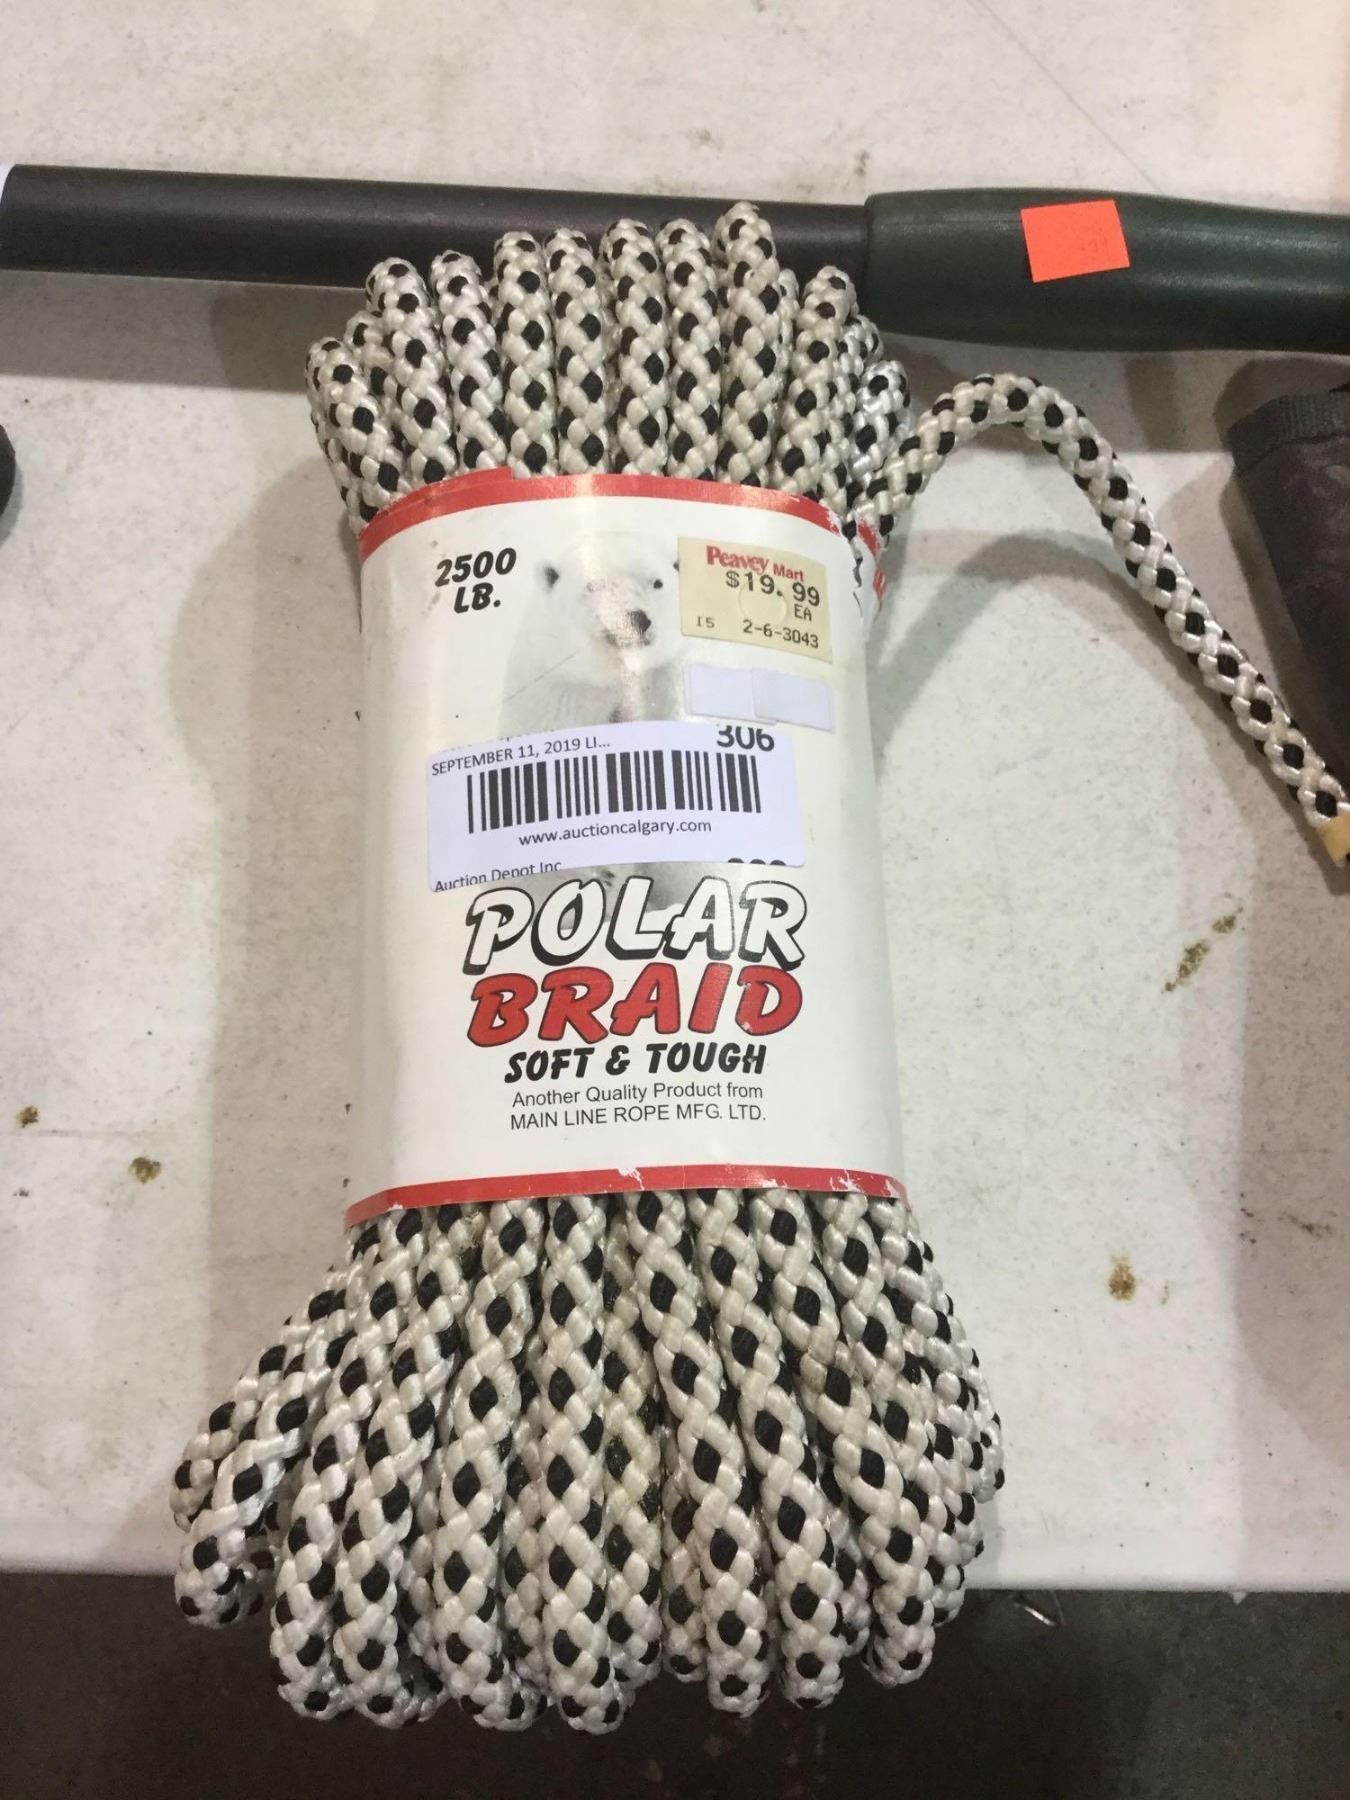 2500
LB.
Peavey Mart
$19.99
EA
I5 2-6-3043
SEPTEMBER 11, 2019 LI...
306
www.auctioncalgary.com
Auction Depot Inc
POLAR
BRAID
SOFT & TOUGH
Another Quality Product from
MAIN LINE ROPE MFG. LTD.